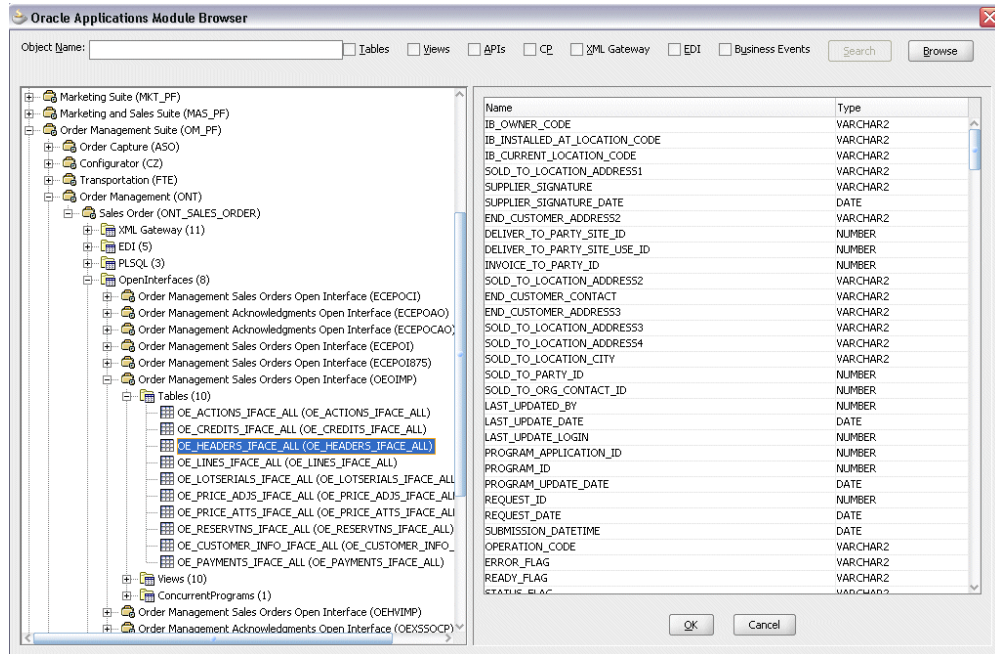 Oracle Applications Module Browser
Object Name: Tables Views APIs CP XML Gateway EDI Business Events Search Browse
Marketing Suite (MKT_PF)
Marketing and Sales Suite (MAS_PF)
Order Management Suite (OM_PF)
Order Capture (ASO)
Configurator (CZ)
Transportation (FTE)
Order Management (ONT)
Sales Order (ONT_SALES_ORDER)
XML Gateway (11)
EDI (5)
PLSQL (3)
OpenInterfaces (8)
Order Management Sales Orders Open Interface (ECEPOCI)
Order Management Acknowledgments Open Interface (ECEPOAO)
Order Management Acknowledgments Open Interface (ECEPOCAO)
Order Management Sales Orders Open Interface (ECEPOI)
Order Management Sales Orders Open Interface (ECEPOI875)
Order Management Sales Orders Open Interface (OEOIMP)
Tables (10)
OE_ACTIONS_IFACE_ALL (OE_ACTIONS_IFACE_ALL)
OE_CREDITS_IFACE_ALL (OE_CREDITS_IFACE_ALL)
OE_HEADERS_IFACE_ALL (OE_HEADERS_IFACE_ALL)
OE_LINES_IFACE_ALL (OE_LINES_IFACE_ALL)
OE_LOTSERIALS_IFACE_ALL (OE_LOTSERIALS_IFACE_ALL
OE_PRICE_ADJS_IFACE_ALL (OE_PRICE_ADJS_IFACE_ALL
OE_PRICE_ATTS_IFACE_ALL (OE_PRICE_ATTS_IFACE_ALL
OE_RESERVTNS_IFACE_ALL (OE_RESERVTNS_IFACE_ALL)
OE_CUSTOMER_INFO_IFACE_ALL (OE_CUSTOMER_INFO_
OE_PAYMENTS_IFACE_ALL (OE_PAYMENTS_IFACE_ALL)
Views (10)
ConcurrentPrograms (1)
Order Management Sales Orders Open Interface (OEHVIMP)
Order Management Acknowledgments Open Interface (OEXSSOCP)
Name Type
IB_OWNER_CODE VARCHAR2
IB_INSTALLED_AT_LOCATION_CODE VARCHAR2
IB_CURRENT_LOCATION_CODE VARCHAR2
SOLD_TO_LOCATION_ADDRESS1 VARCHAR2
SUPPLIER_SIGNATURE VARCHAR2
SUPPLIER_SIGNATURE_DATE DATE
END_CUSTOMER_ADDRESS2 VARCHAR2
DELIVER_TO_PARTY_SITE_ID NUMBER
DELIVER_TO_PARTY_SITE_USE_ID NUMBER
INVOICE_TO_PARTY_ID NUMBER
SOLD_TO_LOCATION_ADDRESS2 VARCHAR2
END_CUSTOMER_CONTACT VARCHAR2
END_CUSTOMER_ADDRESS3 VARCHAR2
SOLD_TO_LOCATION_ADDRESS3 VARCHAR2
SOLD_TO_LOCATION_ADDRESS4 VARCHAR2
SOLD_TO_LOCATION_CITY VARCHAR2
SOLD_TO_PARTY_ID NUMBER
SOLD_TO_ORG_CONTACT_ID NUMBER
LAST_UPDATED_BY NUMBER
LAST_UPDATE_DATE DATE
LAST_UPDATE_LOGIN NUMBER
PROGRAM_APPLICATION_ID NUMBER
PROGRAM_ID NUMBER
PROGRAM_UPDATE_DATE DATE
REQUEST_ID NUMBER
REQUEST_DATE DATE
SUBMISSION_DATETIME DATE
OPERATION_CODE VARCHAR2
ERROR_FLAG VARCHAR2
READY_FLAG VARCHAR2
STATUS_FLAG VARCHAR2
OK Cancel